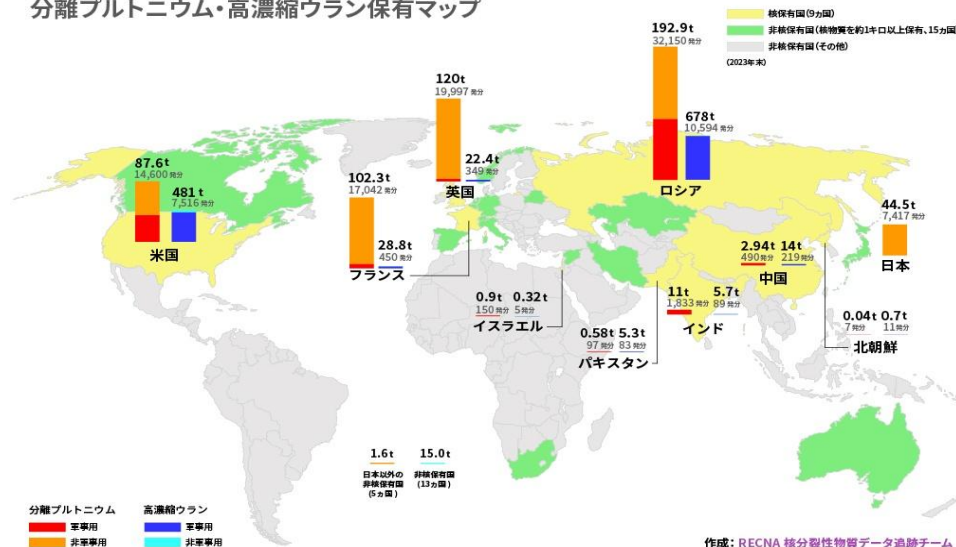 分離プルトニウム・高濃縮ウラン保有マップ
核保有国(9ヵ国)
非核保有国(核物質を約1キロ以上保有、15ヵ国
非核保有国(その他)
(2023年末)
192.9t
32,150発分
678t
10,594発分
ロシア
120t
19,997発分
22.4t
349発分
英国
87.6t
14,600発分
481t
7,516発分
米国
102.3t
17,042発分
28.8t
450発分
フランス
44.5t
7,417発分
日本
2.94t 14t
490発分 219発分
中国
0.9t 0.32t
150発分 5発分
イスラエル
11t 5.7t
1,833発分 89発分
インド
0.58t 5.3t
97発分 83発分
パキスタン
0.04t 0.7t
7発分 11発分
北朝鮮
1.6t 15.0t
日本以外の
非核保有国
(5ヵ国)
非核保有国
(13ヵ国)
分離プルトニウム 高濃縮ウラン
軍事用 軍事用
非軍事用 非軍事用
作成: RECNA 核分裂性物質データ追跡チーム